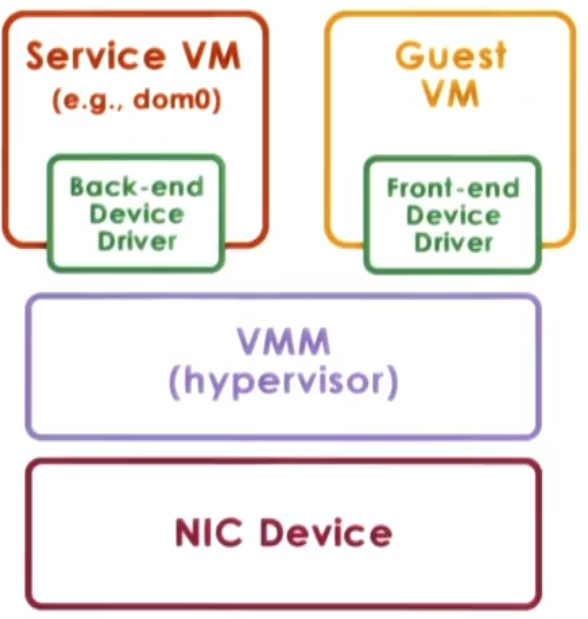 Service VM
(e.g., dom0)
Back-end
Device
Driver
Guest
VM
Front-end
Device
Driver
VMM
(hypervisor)
NIC Device